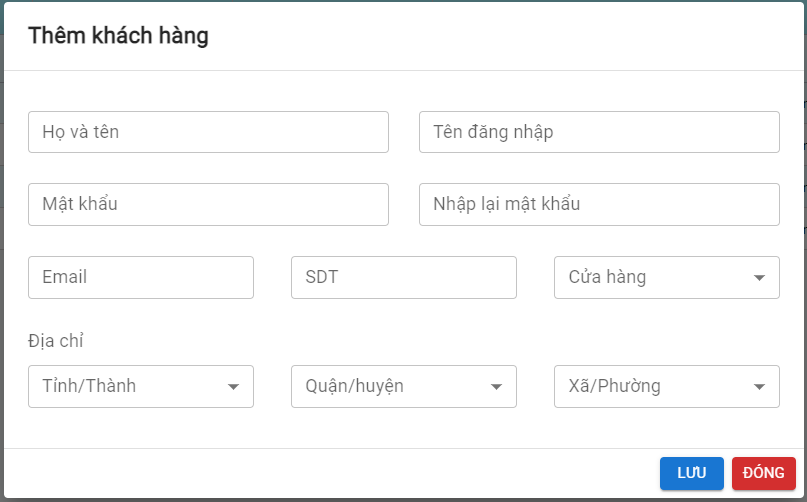 Thêm khách hàng
Họ và tên
Tên đăng nhập
Mật khẩu
Nhập lại mật khẩu
Email
SDT
Cửa hàng
Địa chỉ
Tỉnh/Thành
Quận/huyện
Xã/Phường
LƯU
ĐÓNG